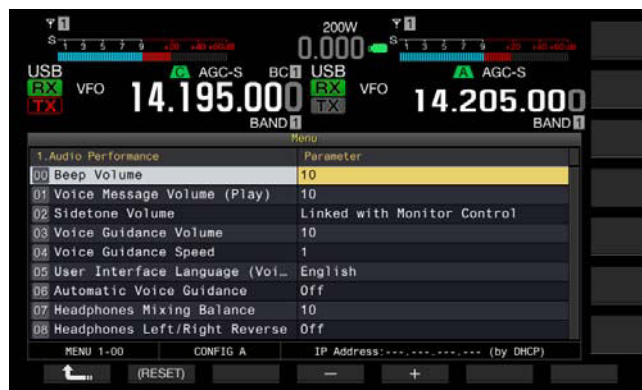 200W
1 1
S 1 3 5 7 9 +20 +40 +60dB 0.000 S 1 3 5 7 9 +20 +40 +60dB
USB C AGC-S BC1 USB A AGC-S
RX VFO 14.195.000 RX VFO 14.205.000
TX TX
BAND 1 BAND 1
Menu
1.Audio Performance Parameter
00 Beep Volume 10
01 Voice Message Volume (Play) 10
02 Sidetone Volume Linked with Monitor Control
03 Voice Guidance Volume 10
04 Voice Guidance Speed 1
05 User Interface Language (Voi… English
06 Automatic Voice Guidance Off
07 Headphones Mixing Balance 10
08 Headphones Left/Right Reverse Off
MENU 1-00 CONFIG A IP Address:---.---.---.--- (by DHCP)
(RESET) − +